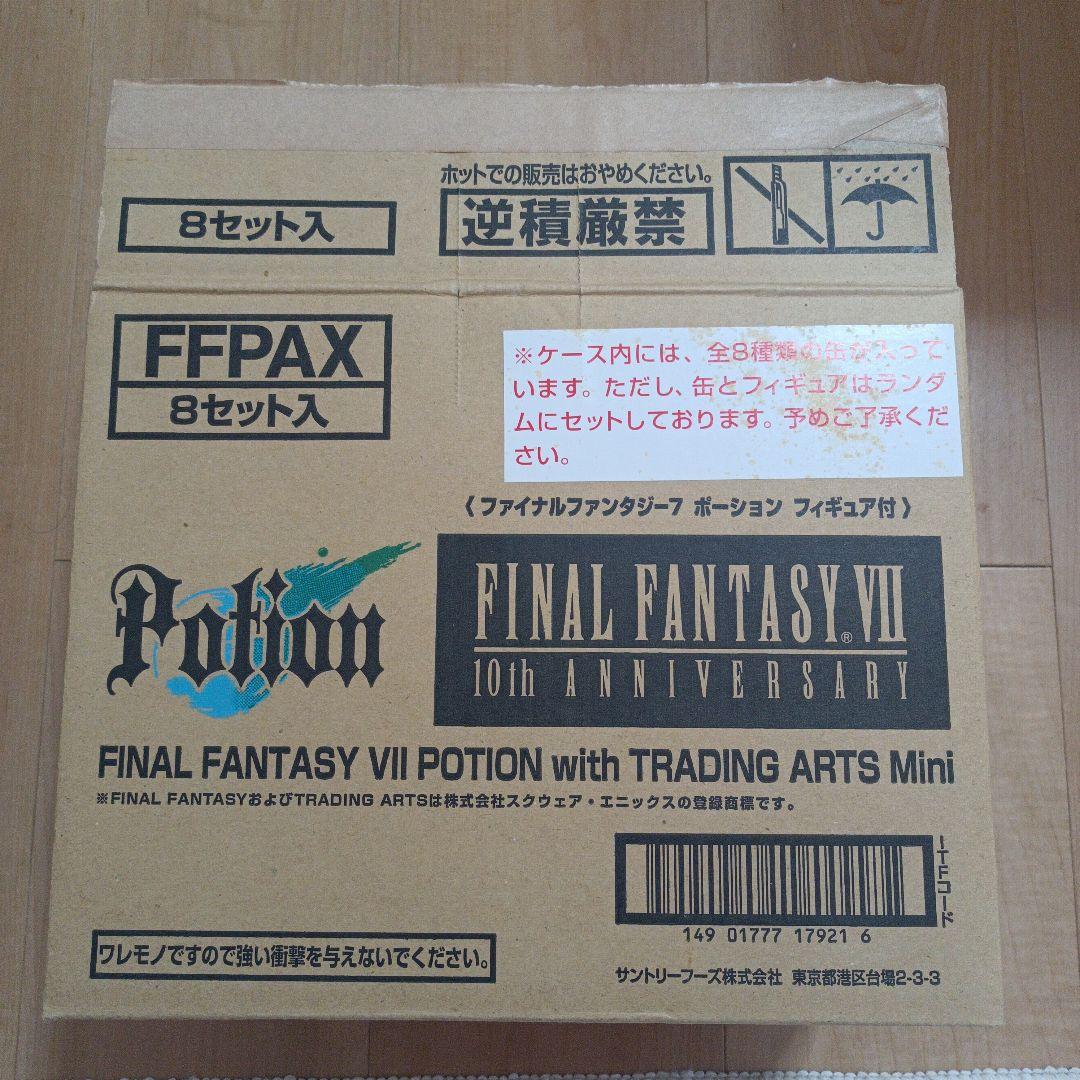 ホットでの販売はおやめください。
8セット入
逆積厳禁
FFPAX
8セット入
※ケース内には、全8種類の缶が入って
います。ただし、缶とフィギュアはランダ
ムにセットしております。予めご了承くだ
さい。
《ファイナルファンタジー7 ポーション フィギュア付》
Potion
FINAL FANTASY® VII
10th ANNIVERSARY
FINAL FANTASY VII POTION with TRADING ARTS Mini
※FINAL FANTASYおよびTRADING ARTSは株式会社スクウェア・エニックスの登録商標です。
ITFコード
149 01777 17921 6
ワレモノですので強い衝撃を与えないでください。
サントリーフーズ株式会社 東京都港区台場2-3-3